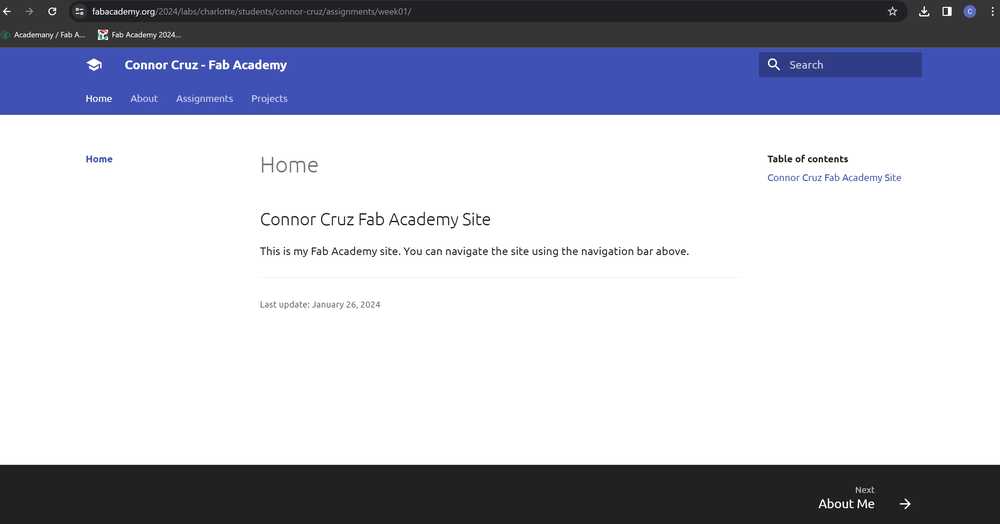 fabacademy.org/2024/labs/charlotte/students/connor-cruz/assignments/week01/
C
Academany / Fab A...
Fab Academy 2024...
Connor Cruz - Fab Academy
Search
Home
About
Assignments
Projects
Home
Home
Table of contents
Connor Cruz Fab Academy Site
Connor Cruz Fab Academy Site
This is my Fab Academy site. You can navigate the site using the navigation bar above.
Last update: January 26, 2024
Next
About Me